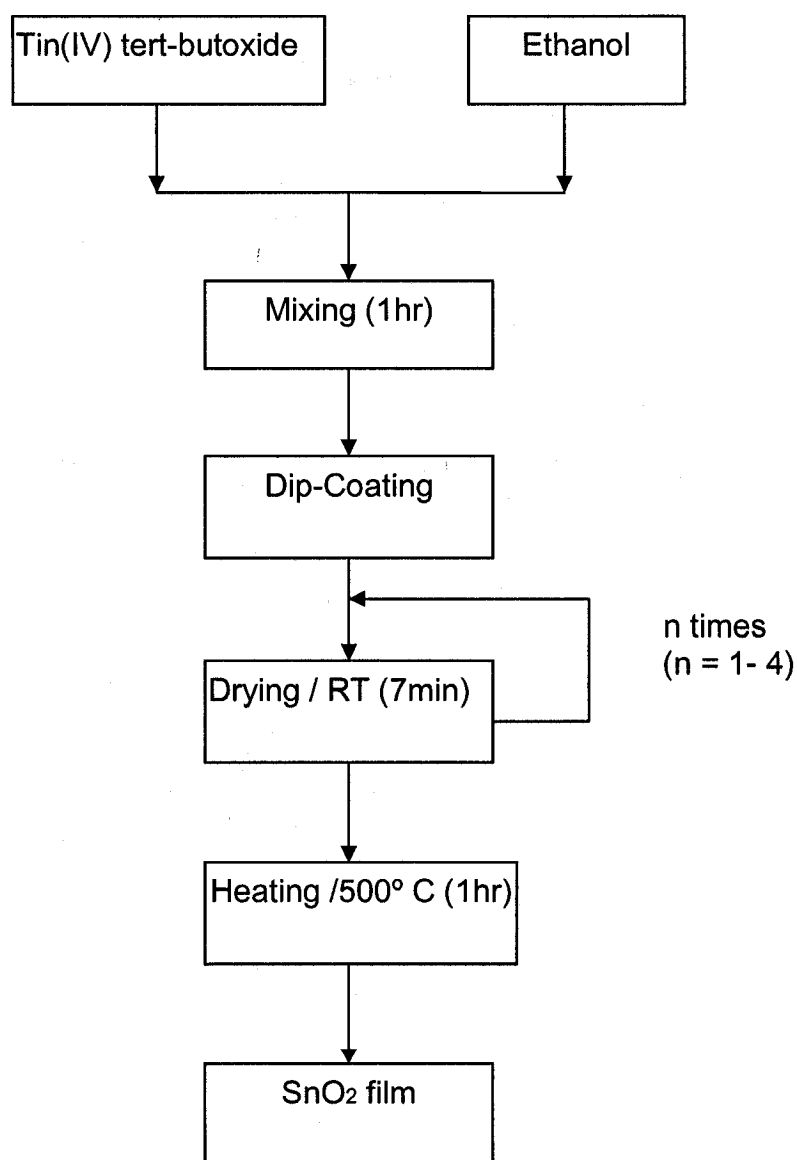 Tin(IV) tert-butoxide
Ethanol
Mixing (1hr)
Dip-Coating
n times
(n = 1- 4)
Drying / RT (7min)
Heating /500º C (1hr)
SnO₂ film